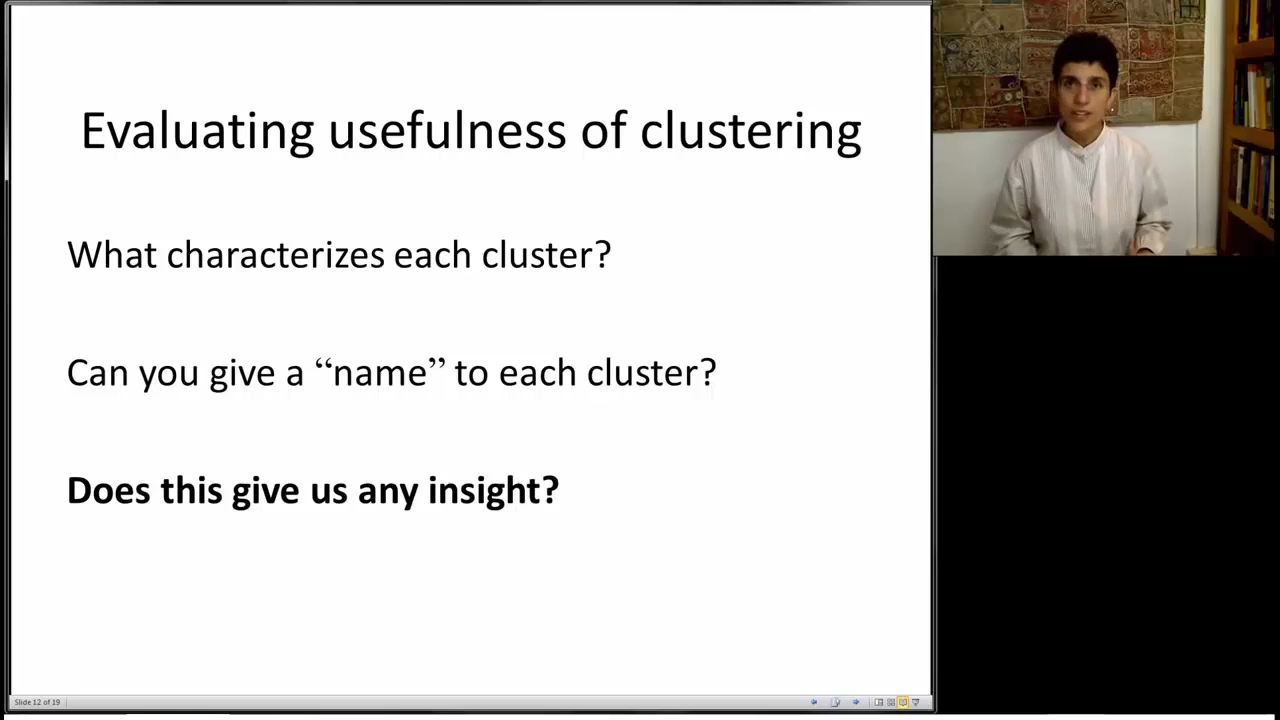 Evaluating usefulness of clustering
What characterizes each cluster?
Can you give a “name” to each cluster?
Does this give us any insight?
Slide 12 of 19